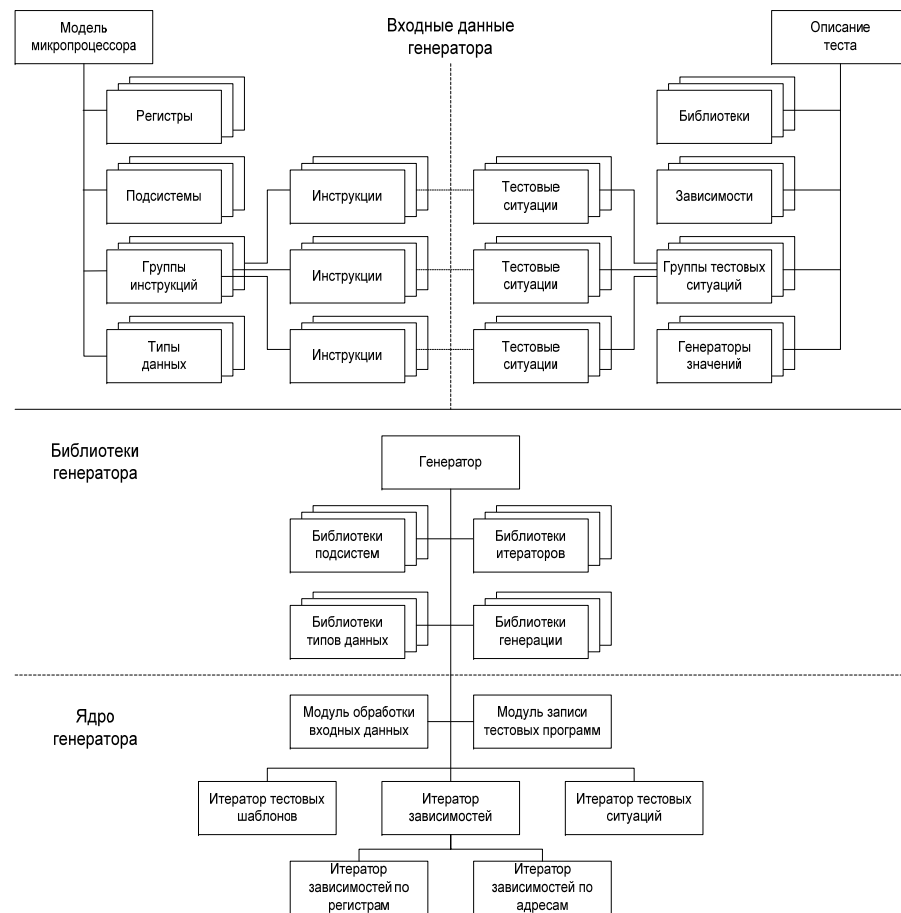 Модель
микропроцессора
Входные данные
генератора
Описание
теста
Регистры
Библиотеки
Подсистемы
Инструкции
Тестовые
ситуации
Зависимости
Группы
инструкций
Инструкции
Тестовые
ситуации
Группы тестовых
ситуаций
Типы
данных
Инструкции
Тестовые
ситуации
Генераторы
значений
Библиотеки
генератора
Генератор
Библиотеки
подсистем
Библиотеки
итераторов
Библиотеки
типов данных
Библиотеки
генерации
Ядро
генератора
Модуль обработки
входных данных
Модуль записи
тестовых программ
Итератор тестовых
шаблонов
Итератор
зависимостей
Итератор тестовых
ситуаций
Итератор
зависимостей по
регистрам
Итератор
зависимостей по
адресам